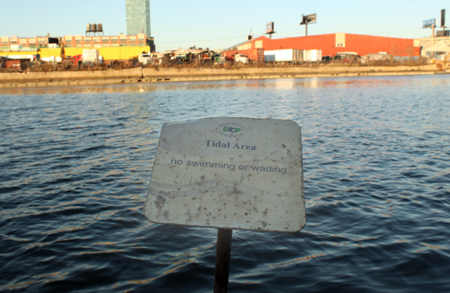 DEP
Tidal Area
no swimming or wading